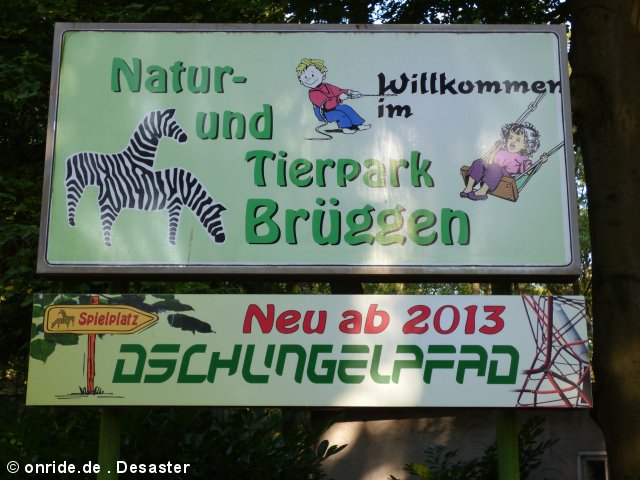 Willkommen
im
Natur-
und
Tierpark
Brüggen
Spielplatz
Neu ab 2013
DSCHUNGELPFAD
© onride.de . Desaster